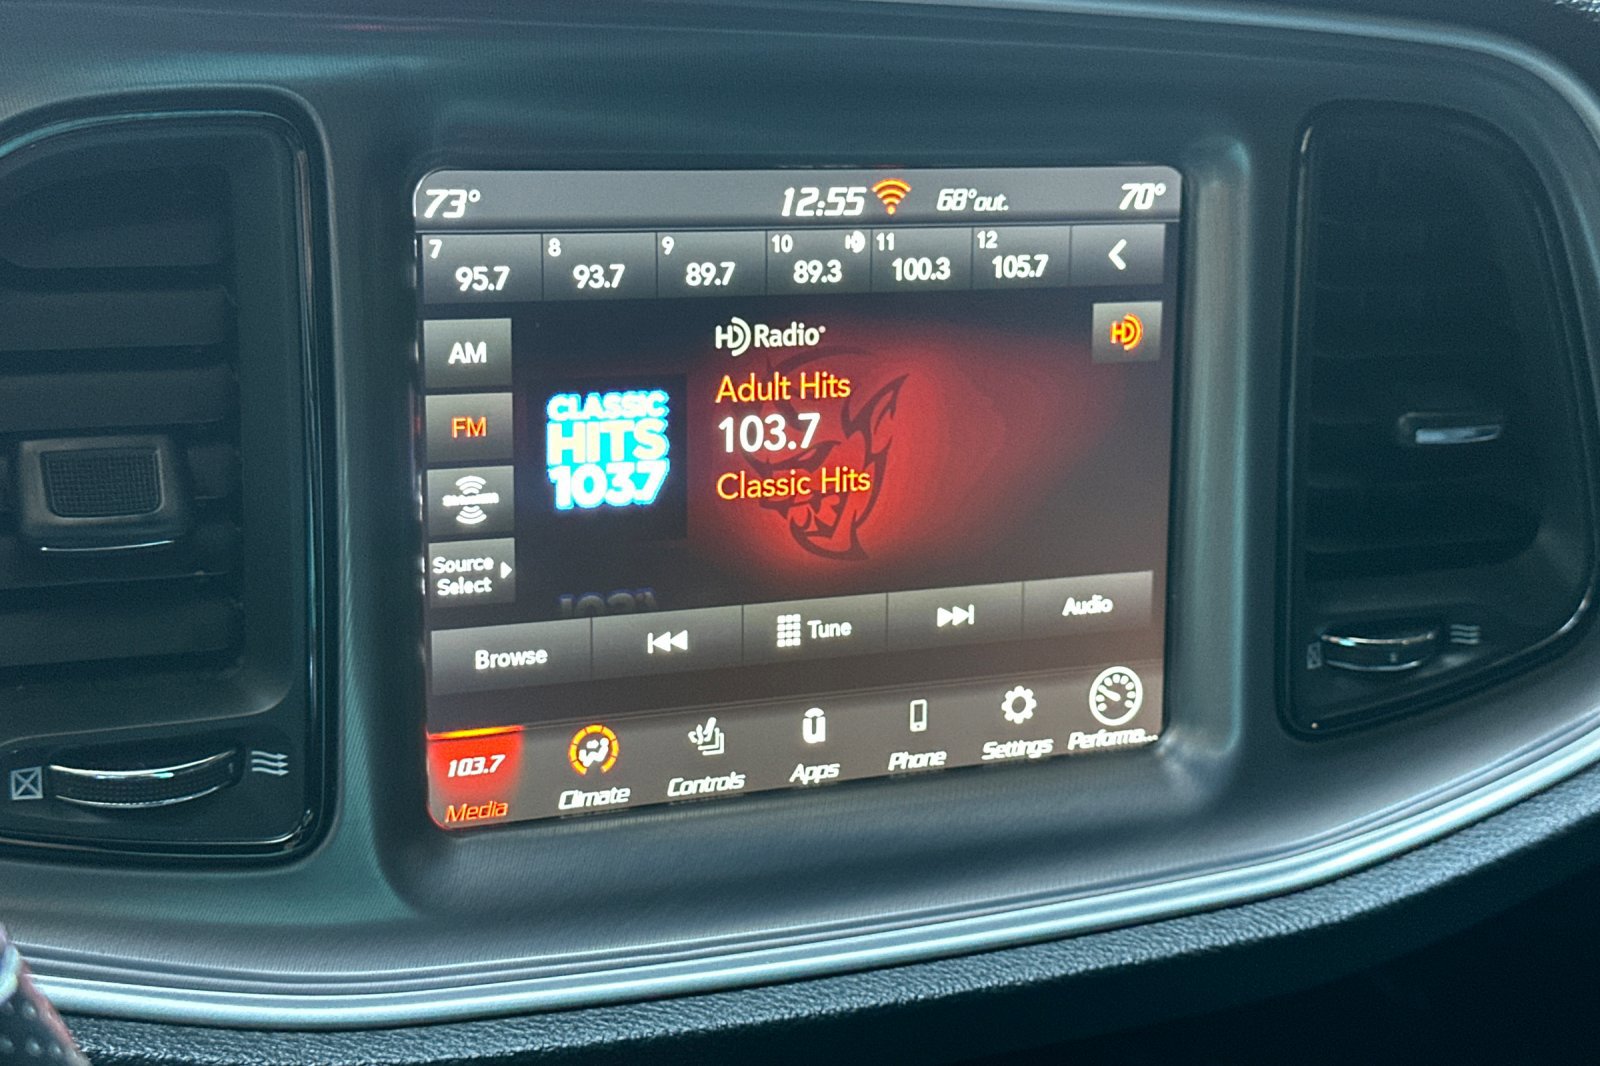 73° 12:55 68°out. 70°
7 8 9 10 HD 11 12
95.7 93.7 89.7 89.3 100.3 105.7
HD Radio
AM
HD
Adult Hits
CLASSIC
HITS
103.7
103.7
FM
Classic Hits
Source
Select
Browse
Tune
Audio
103.7
Media
Climate
Controls
Apps
Phone
Settings
Performa...